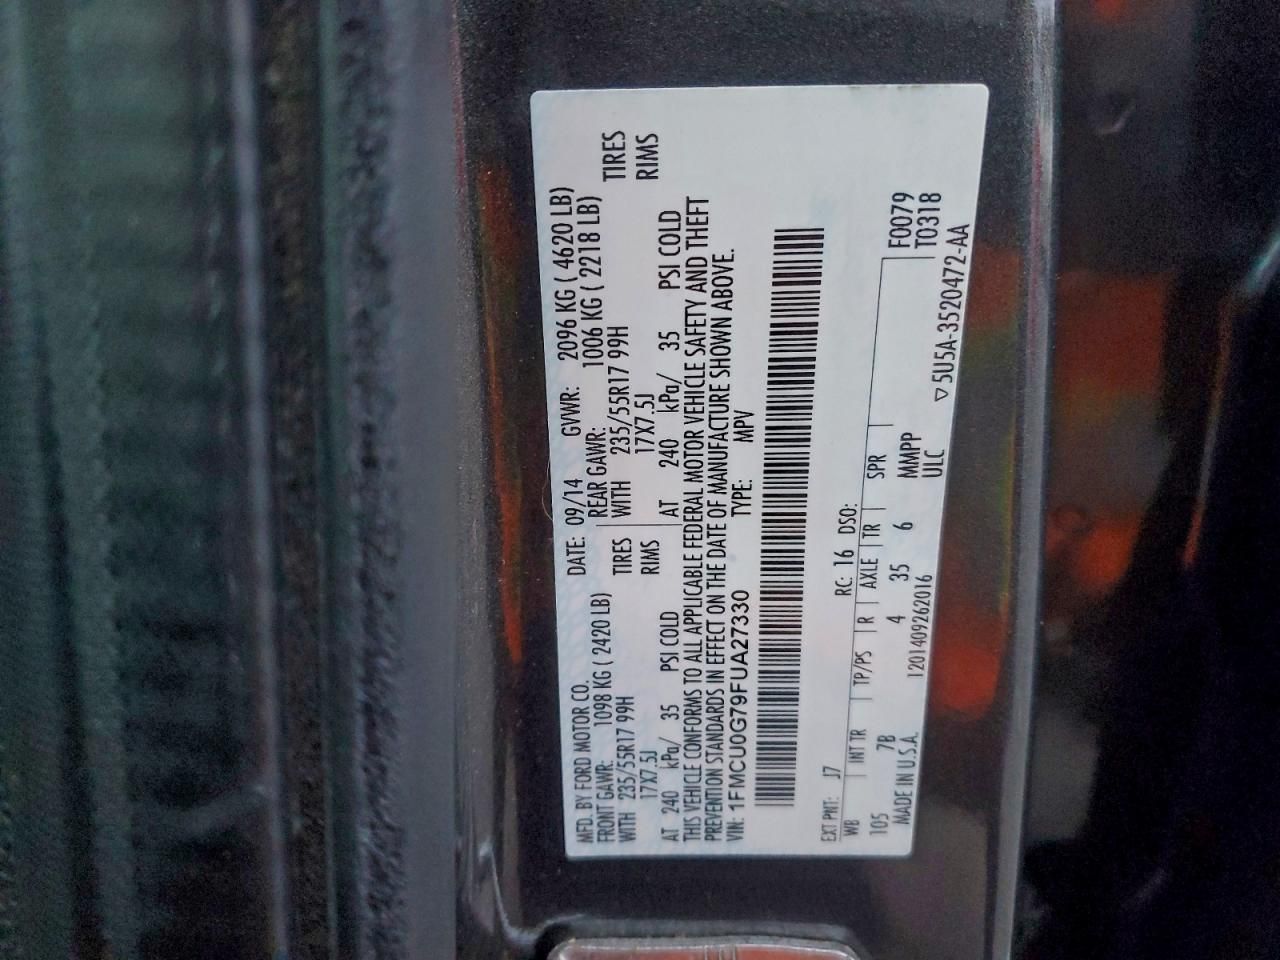 MFD. BY FORD MOTOR CO. DATE: 09/14 GVWR: 2096 KG ( 4620 LB)
FRONT GAWR: 1098 KG ( 2420 LB) REAR GAWR: 1006 KG ( 2218 LB)
WITH 235/55R17 99H TIRES WITH 235/55R17 99H TIRES
17X7.5J RIMS 17X7.5J RIMS
AT 240 kPa/ 35 PSI COLD AT 240 kPa/ 35 PSI COLD
THIS VEHICLE CONFORMS TO ALL APPLICABLE FEDERAL MOTOR VEHICLE SAFETY AND THEFT
PREVENTION STANDARDS IN EFFECT ON THE DATE OF MANUFACTURE SHOWN ABOVE.
VIN: 1FMCU0G79FUA27330 TYPE: MPV
EXT PNT: J7 RC: 16 DSO:
WB INT TR TP/PS R AXLE TR SPR F0079
105 7B 4 35 6 MMPP T0318
MADE IN U.S.A. 120140926 2016 ULC ▽5U5A-3520472-AA